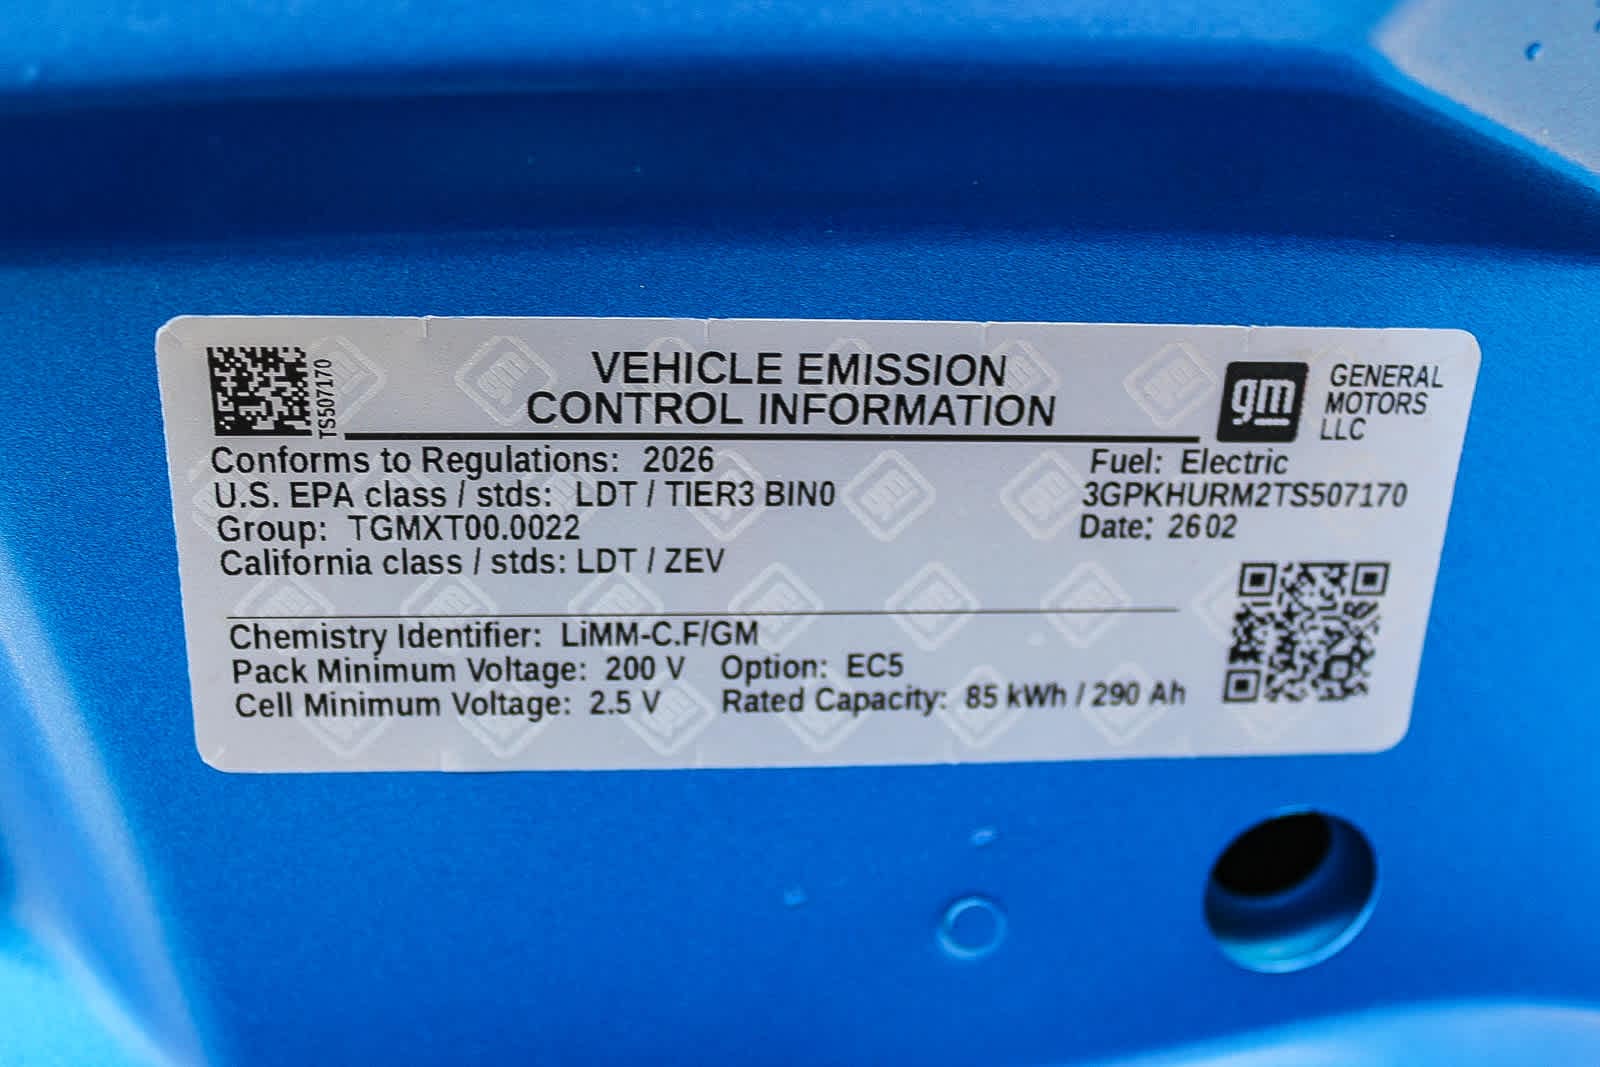 TS507170
VEHICLE EMISSION
CONTROL INFORMATION
gm
GENERAL
MOTORS
LLC
Conforms to Regulations: 2026
U.S. EPA class / stds: LDT / TIER3 BIN0
Group: TGMXT00.0022
California class / stds: LDT / ZEV
Fuel: Electric
3GPKHURM2TS507170
Date: 2602
Chemistry Identifier: LiMM-C.F/GM
Pack Minimum Voltage: 200 V Option: EC5
Cell Minimum Voltage: 2.5 V Rated Capacity: 85 kWh / 290 Ah